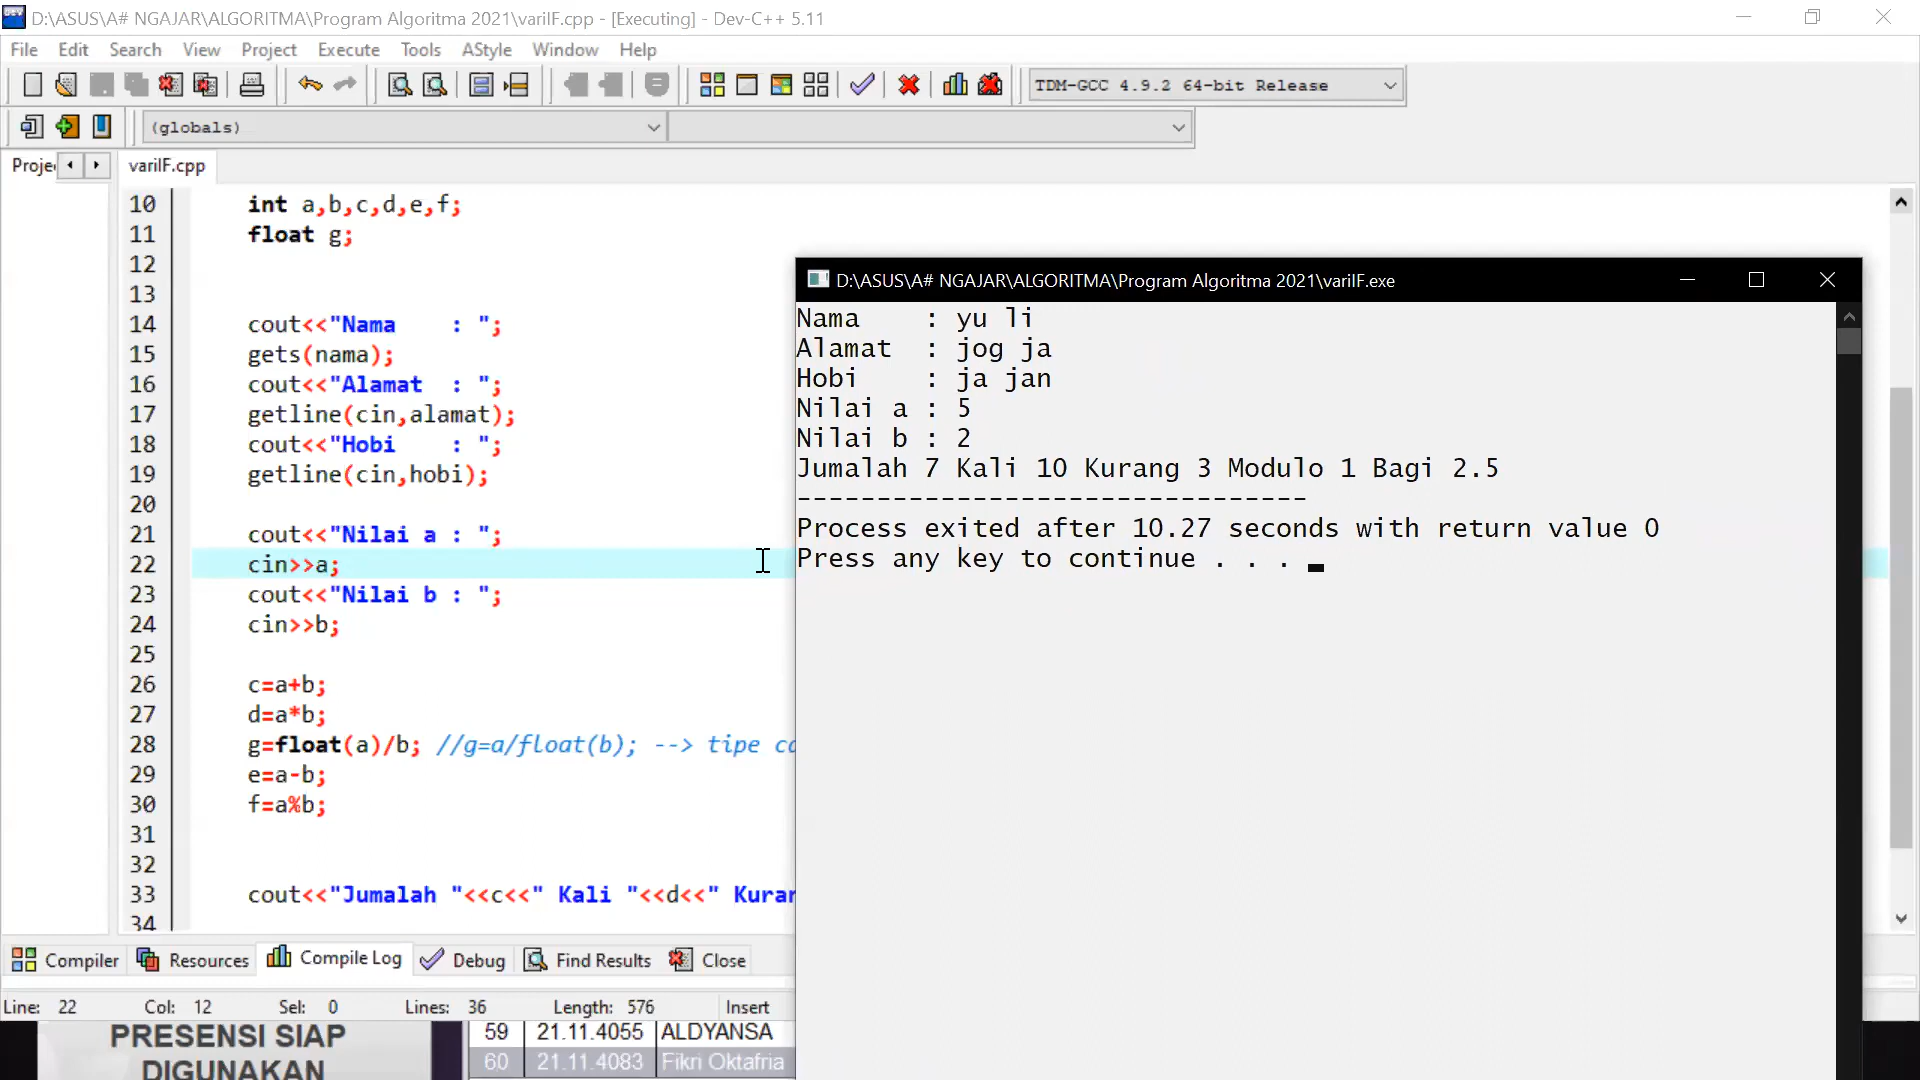 D:\ASUS\A# NGAJAR\ALGORITMA\Program Algoritma 2021\variIF.cpp - [Executing] - Dev-C++ 5.11
File Edit Search View Project Execute Tools AStyle Window Help
TDM-GCC 4.9.2 64-bit Release
(globals)
Proje variIF.cpp
10 int a,b,c,d,e,f;
11 float g;
12
13
14 cout<<"Nama    : ";
15 gets(nama);
16 cout<<"Alamat  : ";
17 getline(cin,alamat);
18 cout<<"Hobi    : ";
19 getline(cin,hobi);
20
21 cout<<"Nilai a : ";
22 cin>>a;
23 cout<<"Nilai b : ";
24 cin>>b;
25
26 c=a+b;
27 d=a*b;
28 g=float(a)/b; //g=a/float(b); --> tipe
29 e=a-b;
30 f=a%b;
31
32
33 cout<<"Jumalah "<<c<<" Kali "<<d<<" Kuran
34
D:\ASUS\A# NGAJAR\ALGORITMA\Program Algoritma 2021\variIF.exe
Nama    : yu li
Alamat  : jog ja
Hobi    : ja jan
Nilai a : 5
Nilai b : 2
Jumalah 7 Kali 10 Kurang 3 Modulo 1 Bagi 2.5
--------------------------------
Process exited after 10.27 seconds with return value 0
Press any key to continue . . .
Compiler Resources Compile Log Debug Find Results Close
Line: 22 Col: 12 Sel: 0 Lines: 36 Length: 576 Insert
PRESENSI SIAP
DIGUNAKAN
59 21.11.4055 ALDYANSA
60 21.11.4083 Fikri Oktafria